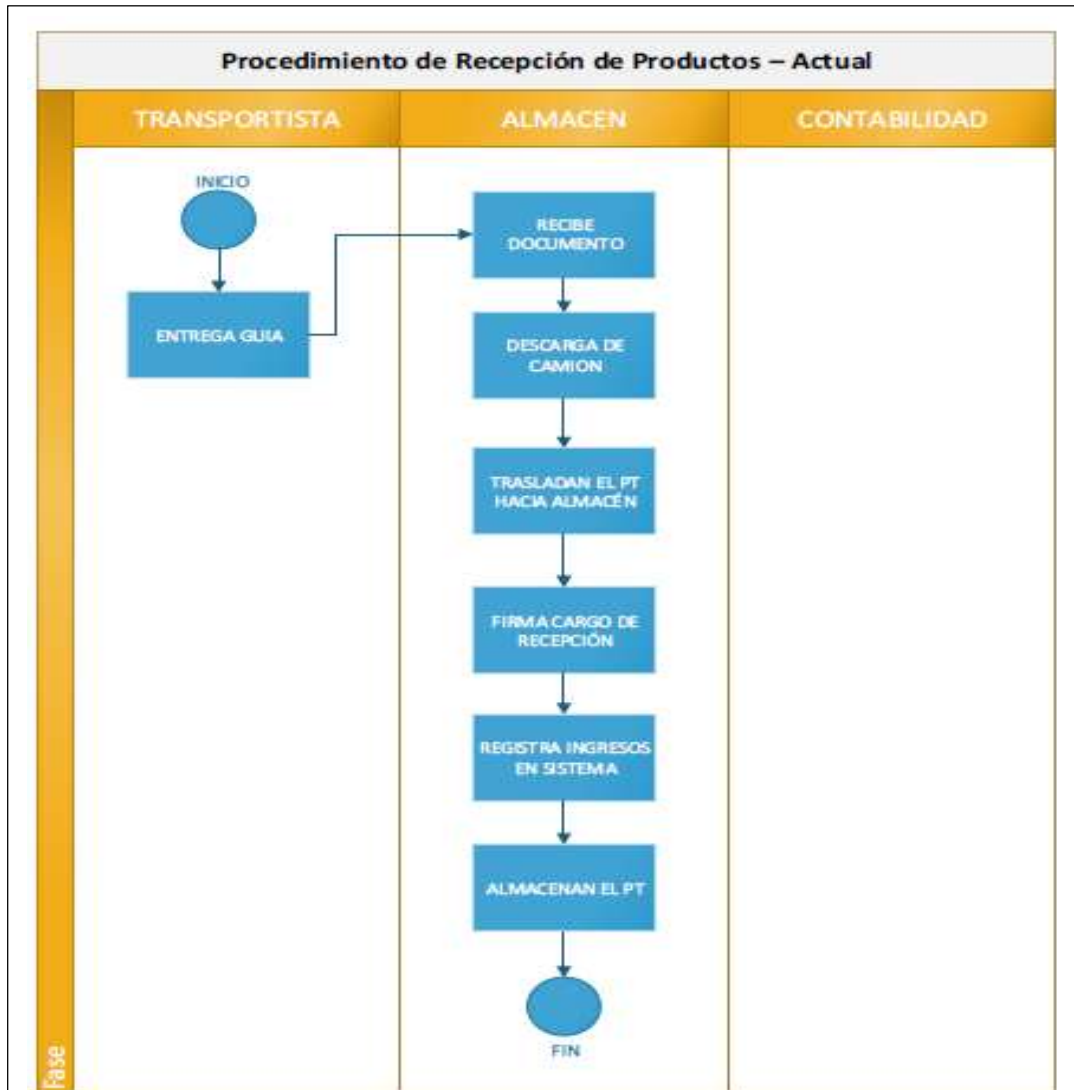 Procedimiento de Recepción de Productos – Actual
TRANSPORTISTA
ALMACEN
CONTABILIDAD
INICIO
ENTREGA GUIA
RECIBE
DOCUMENTO
DESCARGA DE
CAMION
TRASLADAN EL PT
HACIA ALMACÉN
FIRMA CARGO DE
RECEPCIÓN
REGISTRA INGRESOS
EN SISTEMA
ALMACENAN EL PT
FIN
Fase